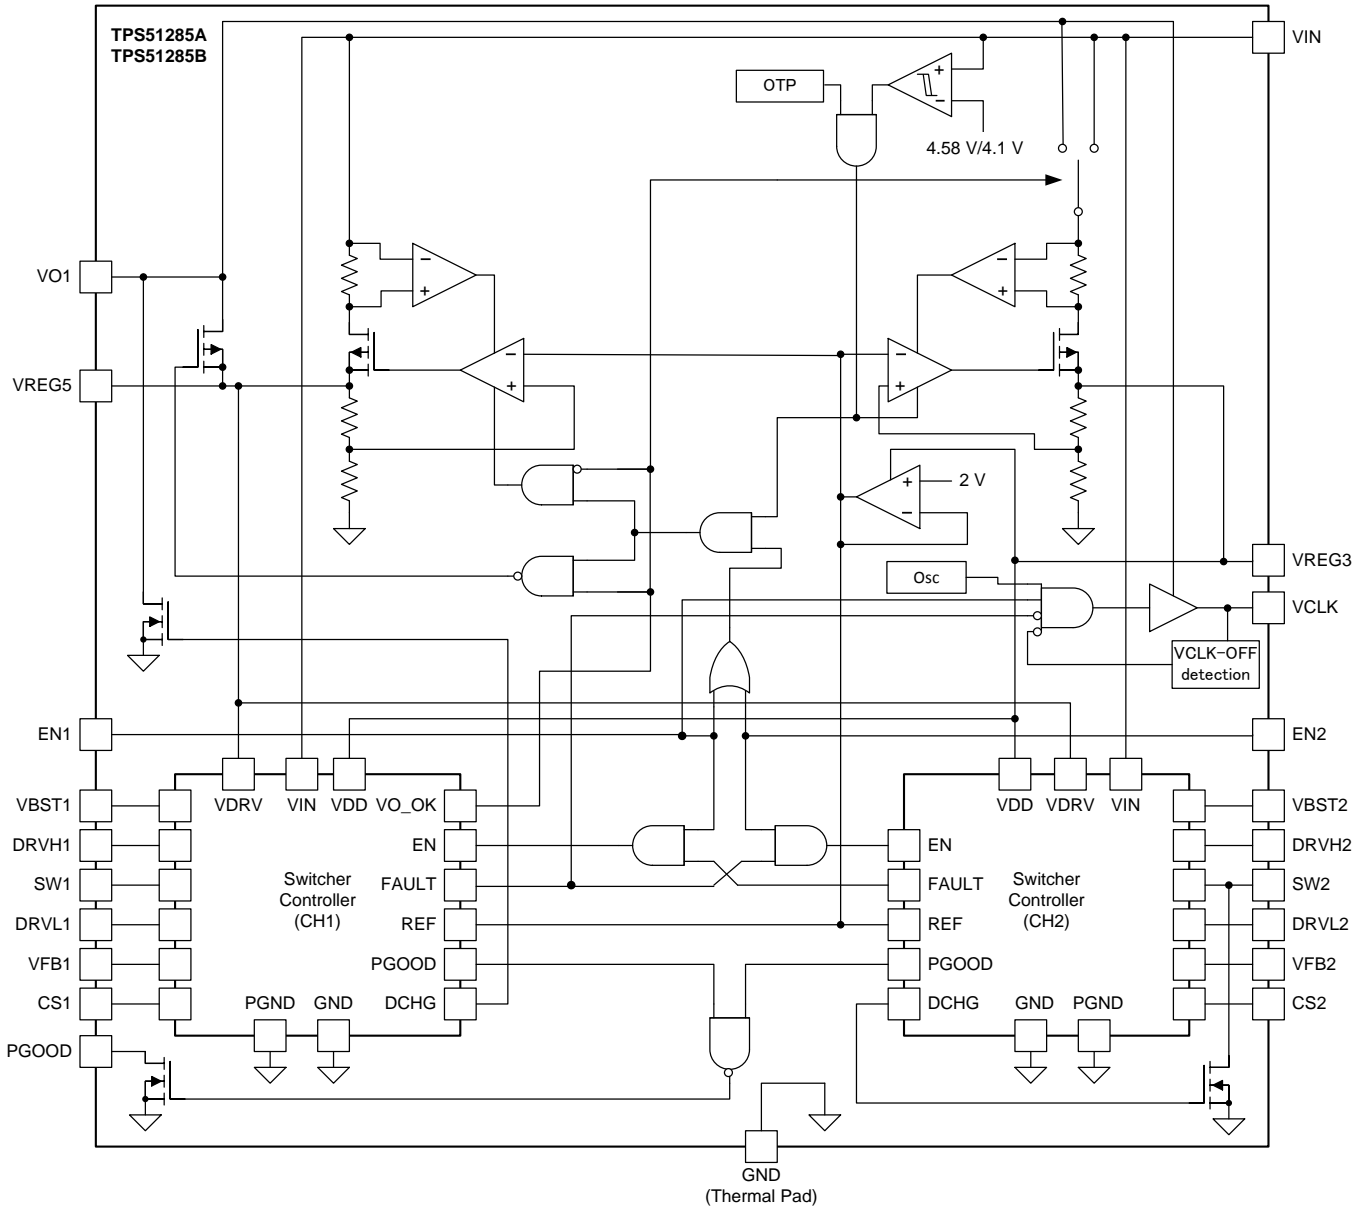 TPS51285A
TPS51285B
VIN
OTP
+
−
4.58 V/4.1 V
VO1
−
+
−
+
VREG5
−
+
−
+
+
−
2 V
VREG3
Osc
VCLK
VCLK-OFF
detection
EN1
EN2
VDRV
VIN
VDD
VO_OK
VDD
VDRV
VIN
VBST1
VBST2
DRVH1
EN
EN
DRVH2
SW1
Switcher
Controller
(CH1)
FAULT
FAULT
Switcher
Controller
(CH2)
SW2
DRVL1
REF
REF
DRVL2
VFB1
PGOOD
PGOOD
VFB2
CS1
PGND
GND
DCHG
DCHG
GND
PGND
CS2
PGOOD
GND
(Thermal Pad)